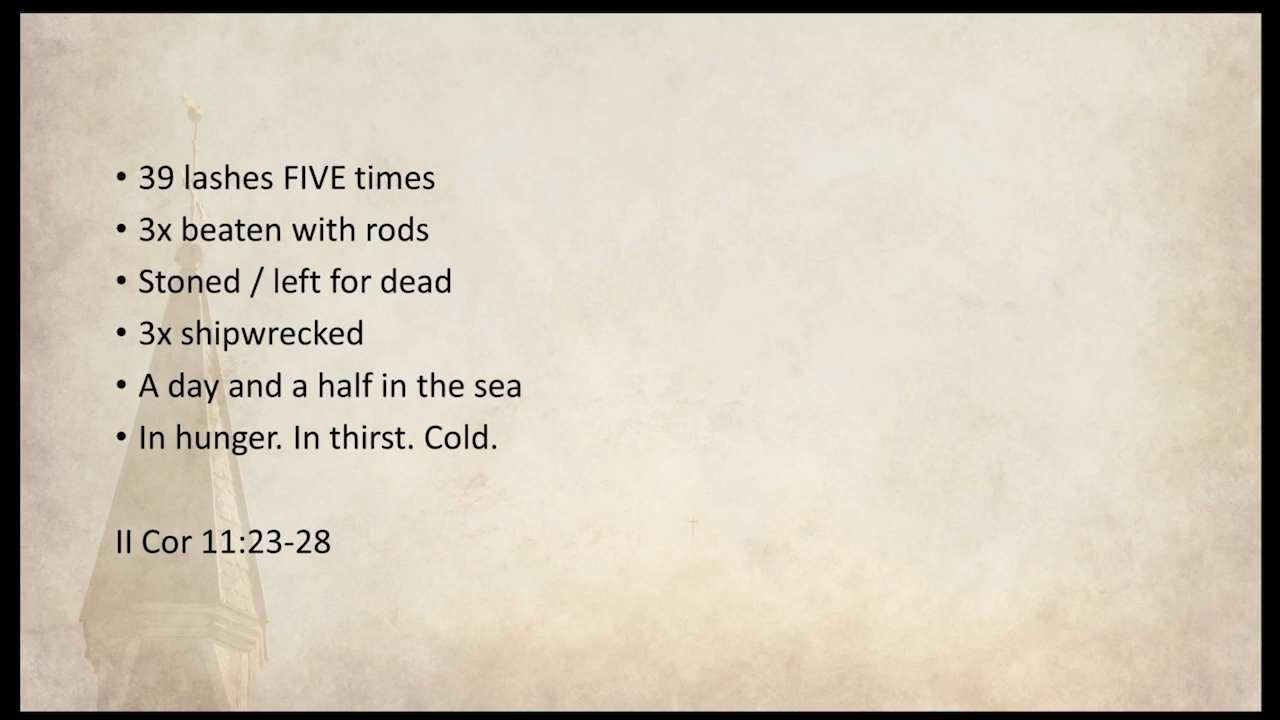 • 39 lashes FIVE times
• 3x beaten with rods
• Stoned / left for dead
• 3x shipwrecked
• A day and a half in the sea
• In hunger. In thirst. Cold.
II Cor 11:23-28